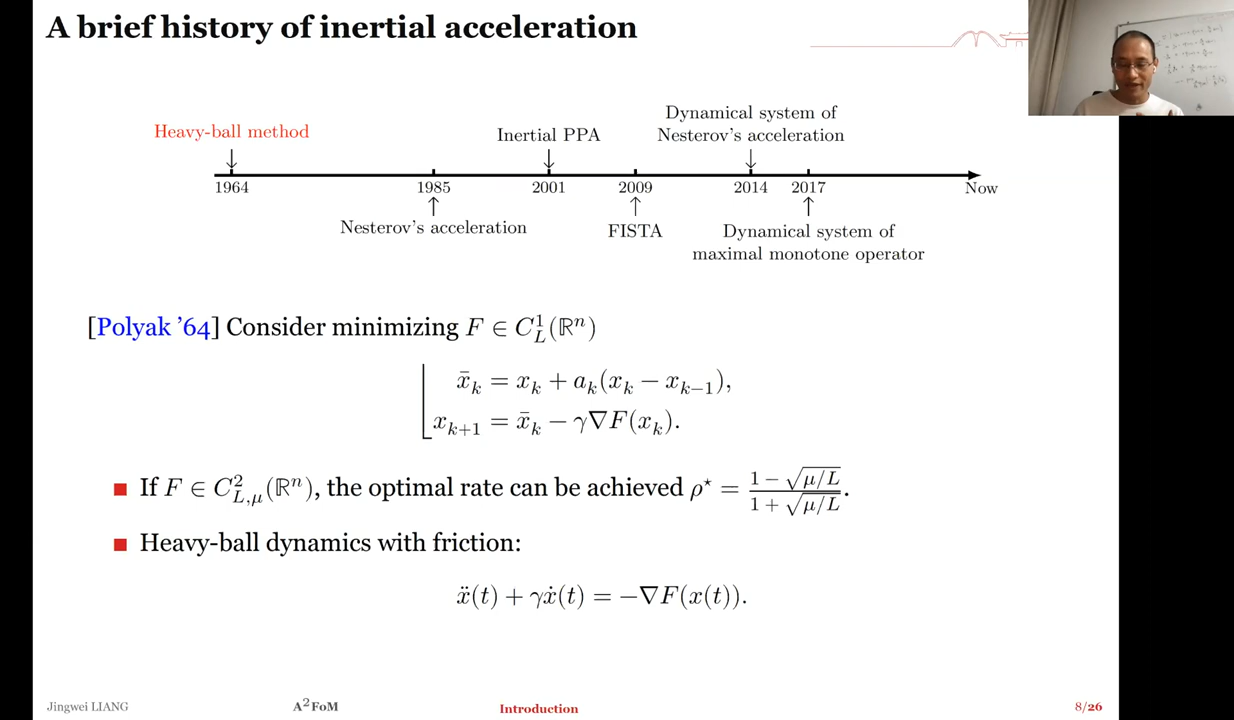 A brief history of inertial acceleration
Dynamical system of
Heavy-ball method Inertial PPA Nesterov's acceleration
1964 1985 2001 2009 2014 2017 Now
Nesterov's acceleration FISTA Dynamical system of
maximal monotone operator
[Polyak ’64] Consider minimizing F ∈ C¹_L(ℝⁿ)
x̄_k = x_k + a_k(x_k − x_{k−1}),
x_{k+1} = x̄_k − γ∇F(x_k).
■ If F ∈ C²_{L,μ}(ℝⁿ), the optimal rate can be achieved ρ⋆ = (1 − √(μ/L))/(1 + √(μ/L)).
■ Heavy-ball dynamics with friction:
ẍ(t) + γẋ(t) = −∇F(x(t)).
Jingwei LIANG A²FoM Introduction 8/26